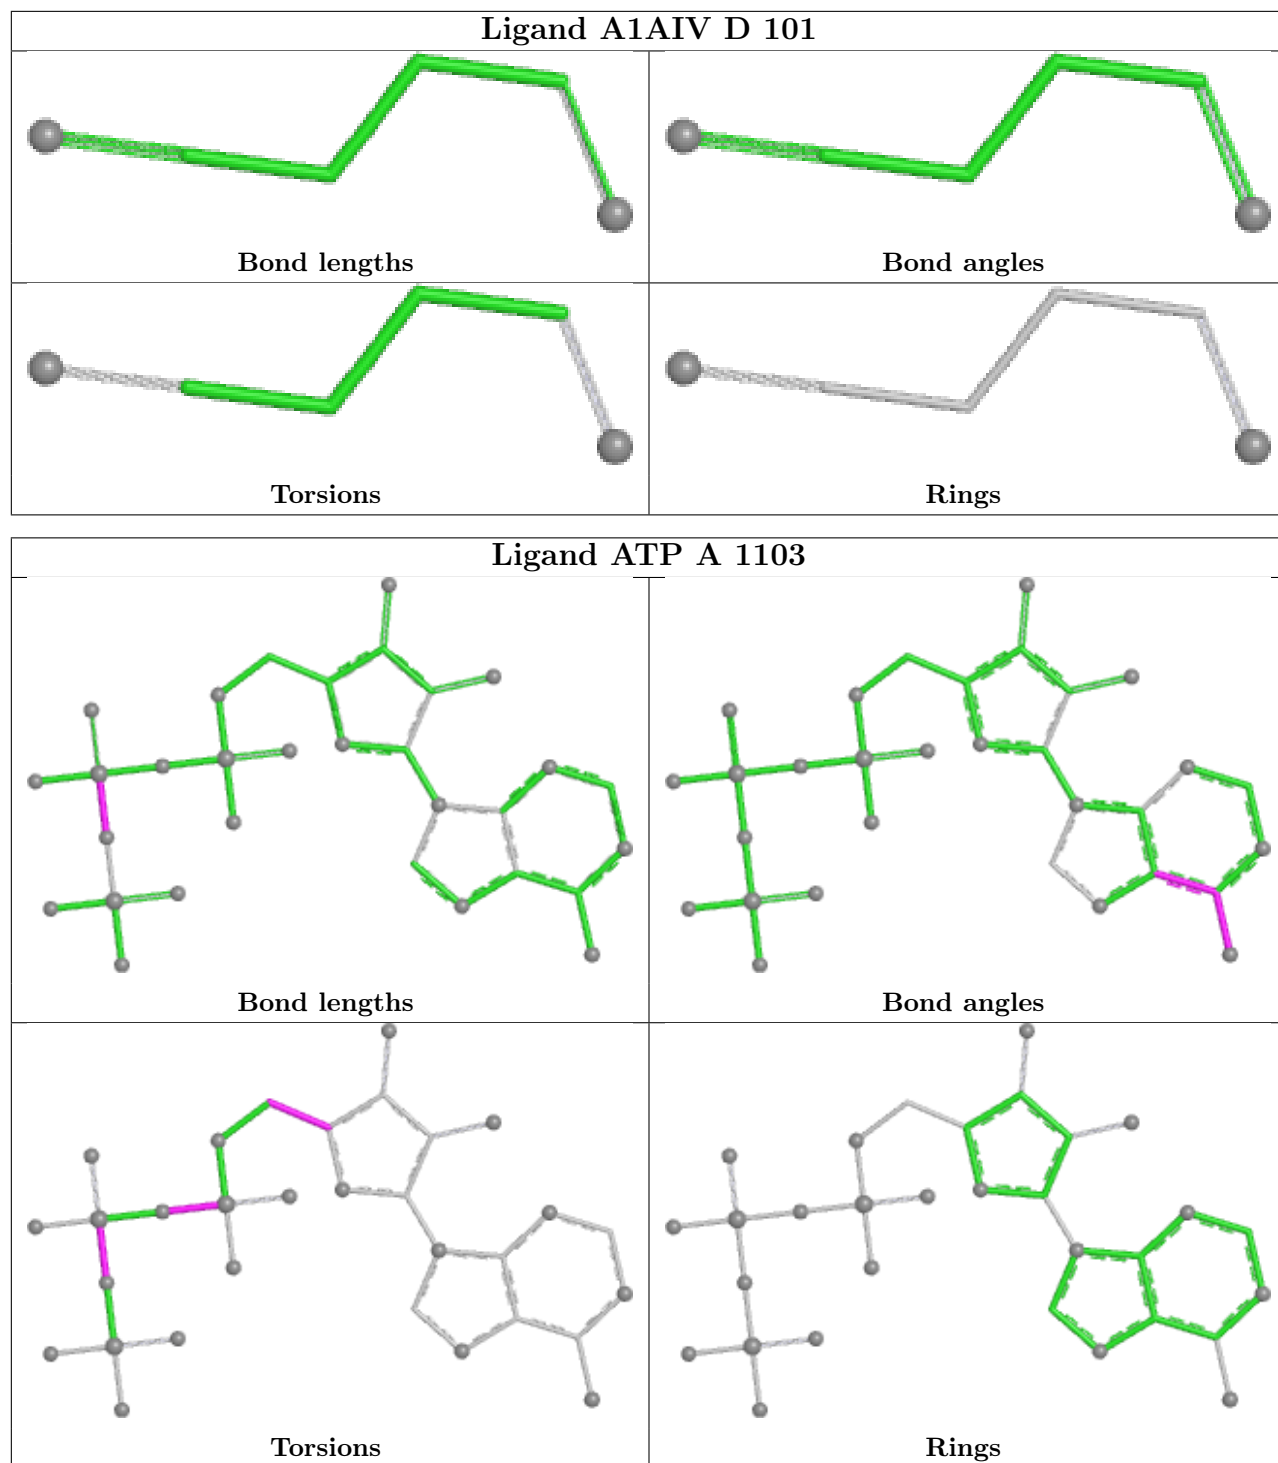 Ligand A1AIV D 101
Bond lengths
Bond angles
Torsions
Rings
Ligand ATP A 1103
Bond lengths
Bond angles
Torsions
Rings